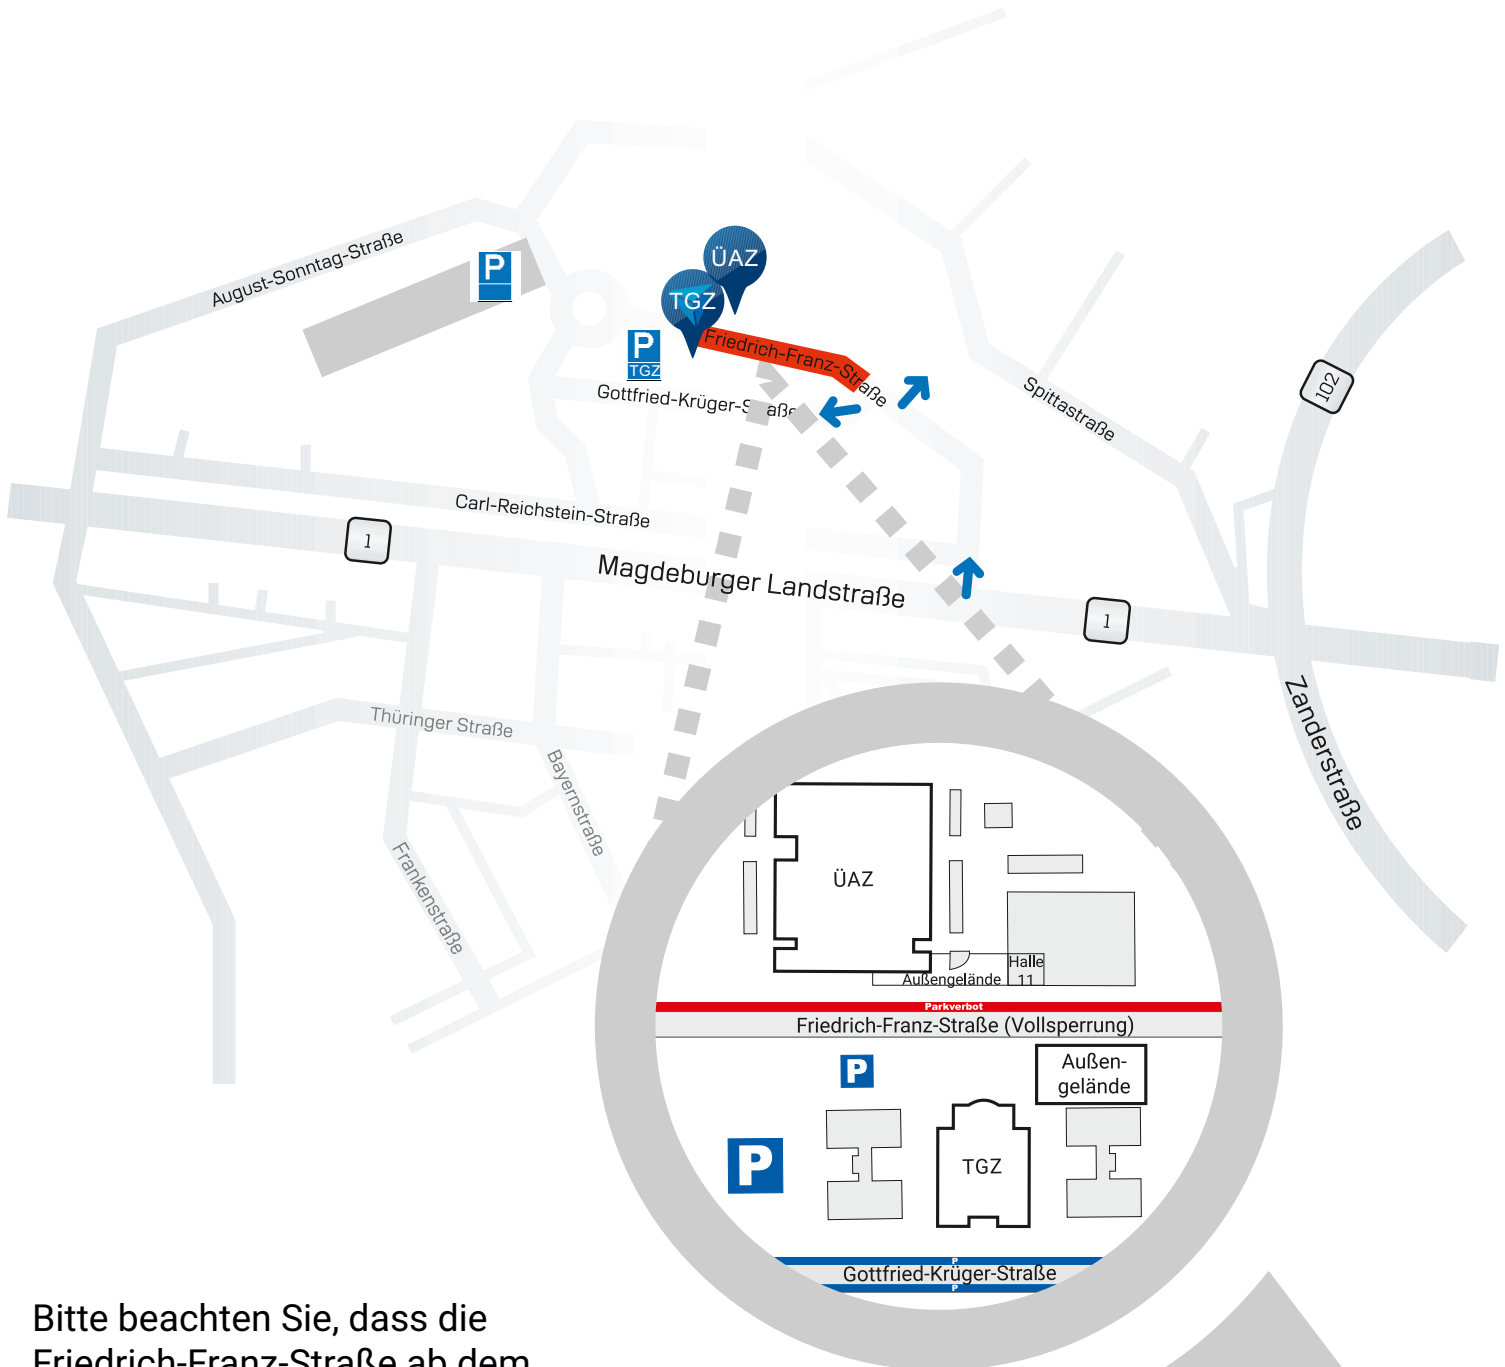 August-Sonntag-Straße
P
ÜAZ
TGZ
P
TGZ
Friedrich-Franz-Straße
Gottfried-Krüger-S aße
Spittastraße
102
Carl-Reichstein-Straße
1
Magdeburger Landstraße
1
Thüringer Straße
Bayernstraße
Frankenstraße
Zanderstraße
ÜAZ
Halle
11
Außengelände
Parkverbot
Friedrich-Franz-Straße (Vollsperrung)
P
Außen-
gelände
P
TGZ
P
Gottfried-Krüger-Straße
P
Bitte beachten Sie, dass die
Friedrich-Franz-Straße ab dem